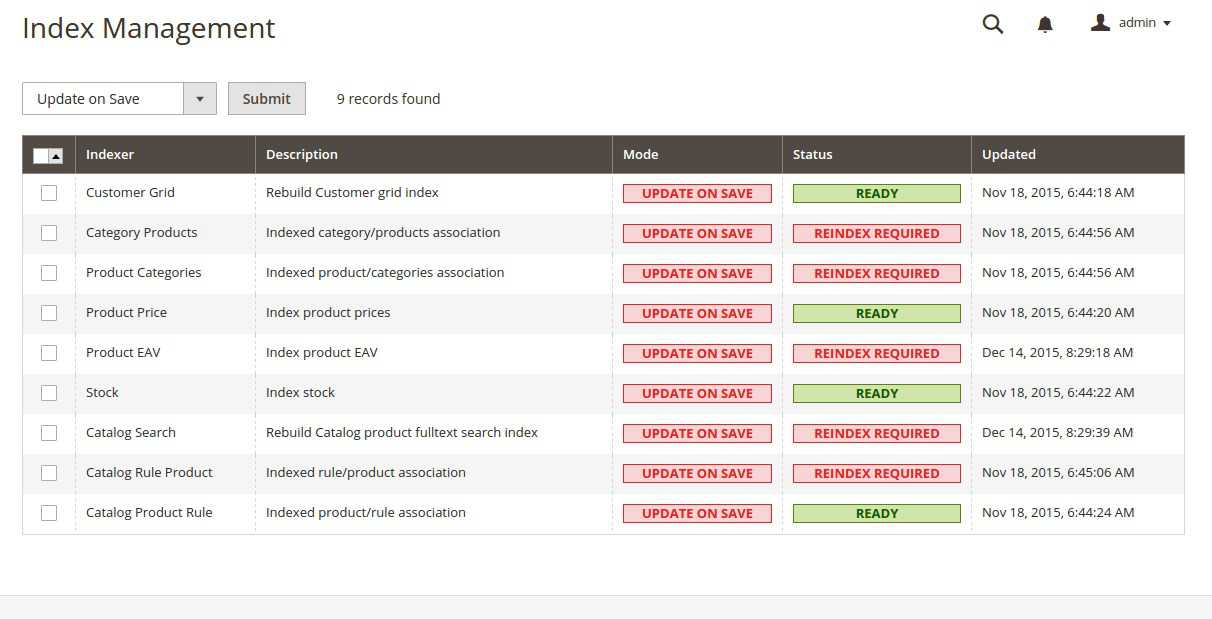 Index Management
admin
Update on Save Submit 9 records found
Indexer Description Mode Status Updated
Customer Grid Rebuild Customer grid index UPDATE ON SAVE READY Nov 18, 2015, 6:44:18 AM
Category Products Indexed category/products association UPDATE ON SAVE REINDEX REQUIRED Nov 18, 2015, 6:44:56 AM
Product Categories Indexed product/categories association UPDATE ON SAVE REINDEX REQUIRED Nov 18, 2015, 6:44:56 AM
Product Price Index product prices UPDATE ON SAVE READY Nov 18, 2015, 6:44:20 AM
Product EAV Index product EAV UPDATE ON SAVE REINDEX REQUIRED Dec 14, 2015, 8:29:18 AM
Stock Index stock UPDATE ON SAVE READY Nov 18, 2015, 6:44:22 AM
Catalog Search Rebuild Catalog product fulltext search index UPDATE ON SAVE REINDEX REQUIRED Dec 14, 2015, 8:29:39 AM
Catalog Rule Product Indexed rule/product association UPDATE ON SAVE REINDEX REQUIRED Nov 18, 2015, 6:45:06 AM
Catalog Product Rule Indexed product/rule association UPDATE ON SAVE READY Nov 18, 2015, 6:44:24 AM